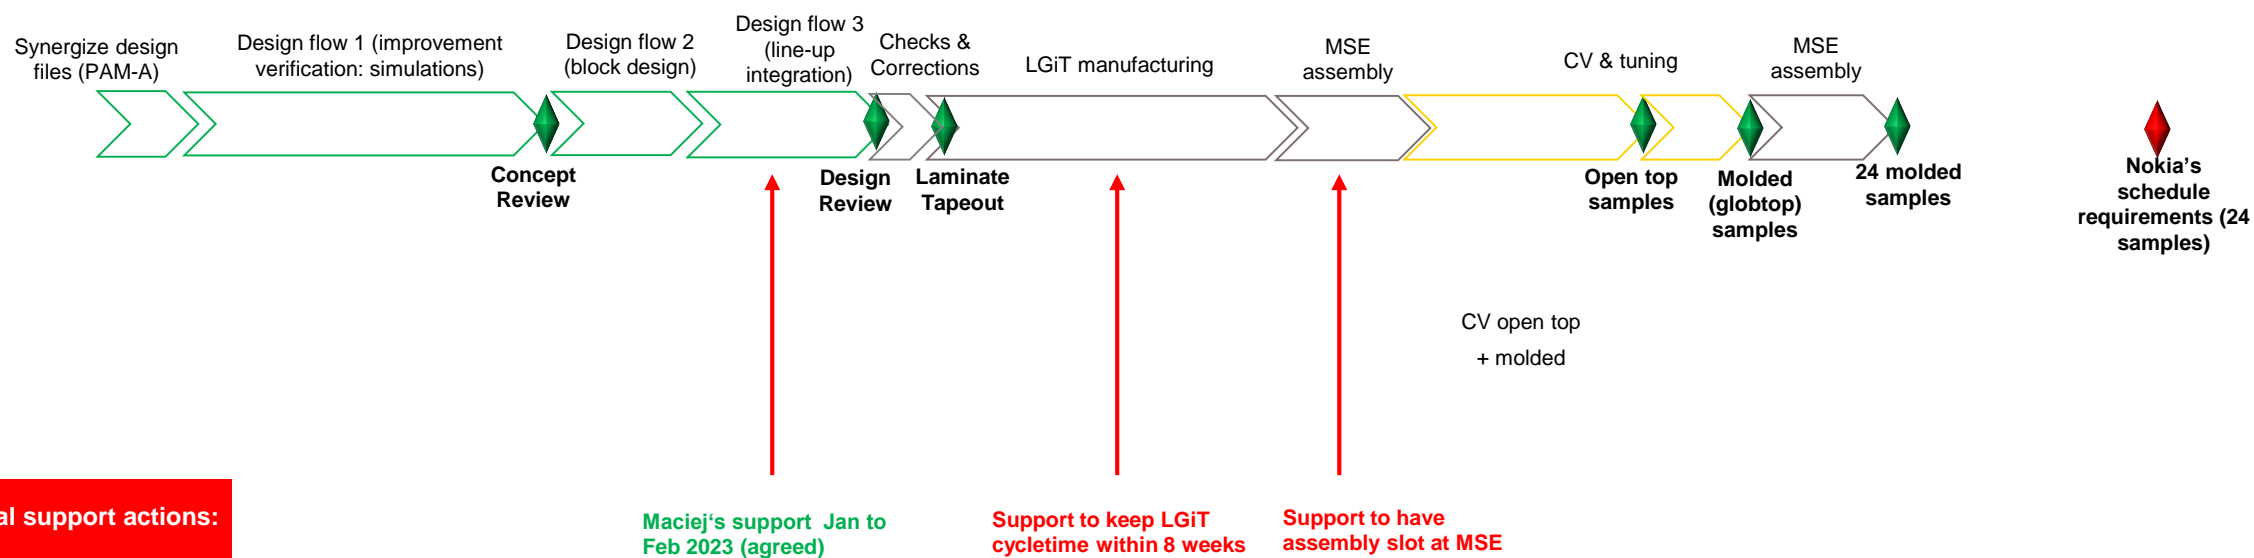 Synergize design
files (PAM-A)
Design flow 1 (improvement
verification: simulations)
Design flow 2
(block design)
Design flow 3
(line-up
integration)
Checks &
Corrections
LGiT manufacturing
MSE
assembly
CV & tuning
MSE
assembly
Concept
Review
Design
Review
Laminate
Tapeout
Open top
samples
Molded
(globtop)
samples
24 molded
samples
Nokia's
schedule
requirements (24
samples)
CV open top
+ molded
support actions:
Maciej‘s support Jan to
Feb 2023 (agreed)
Support to keep LGiT
cycletime within 8 weeks
Support to have
assembly slot at MSE